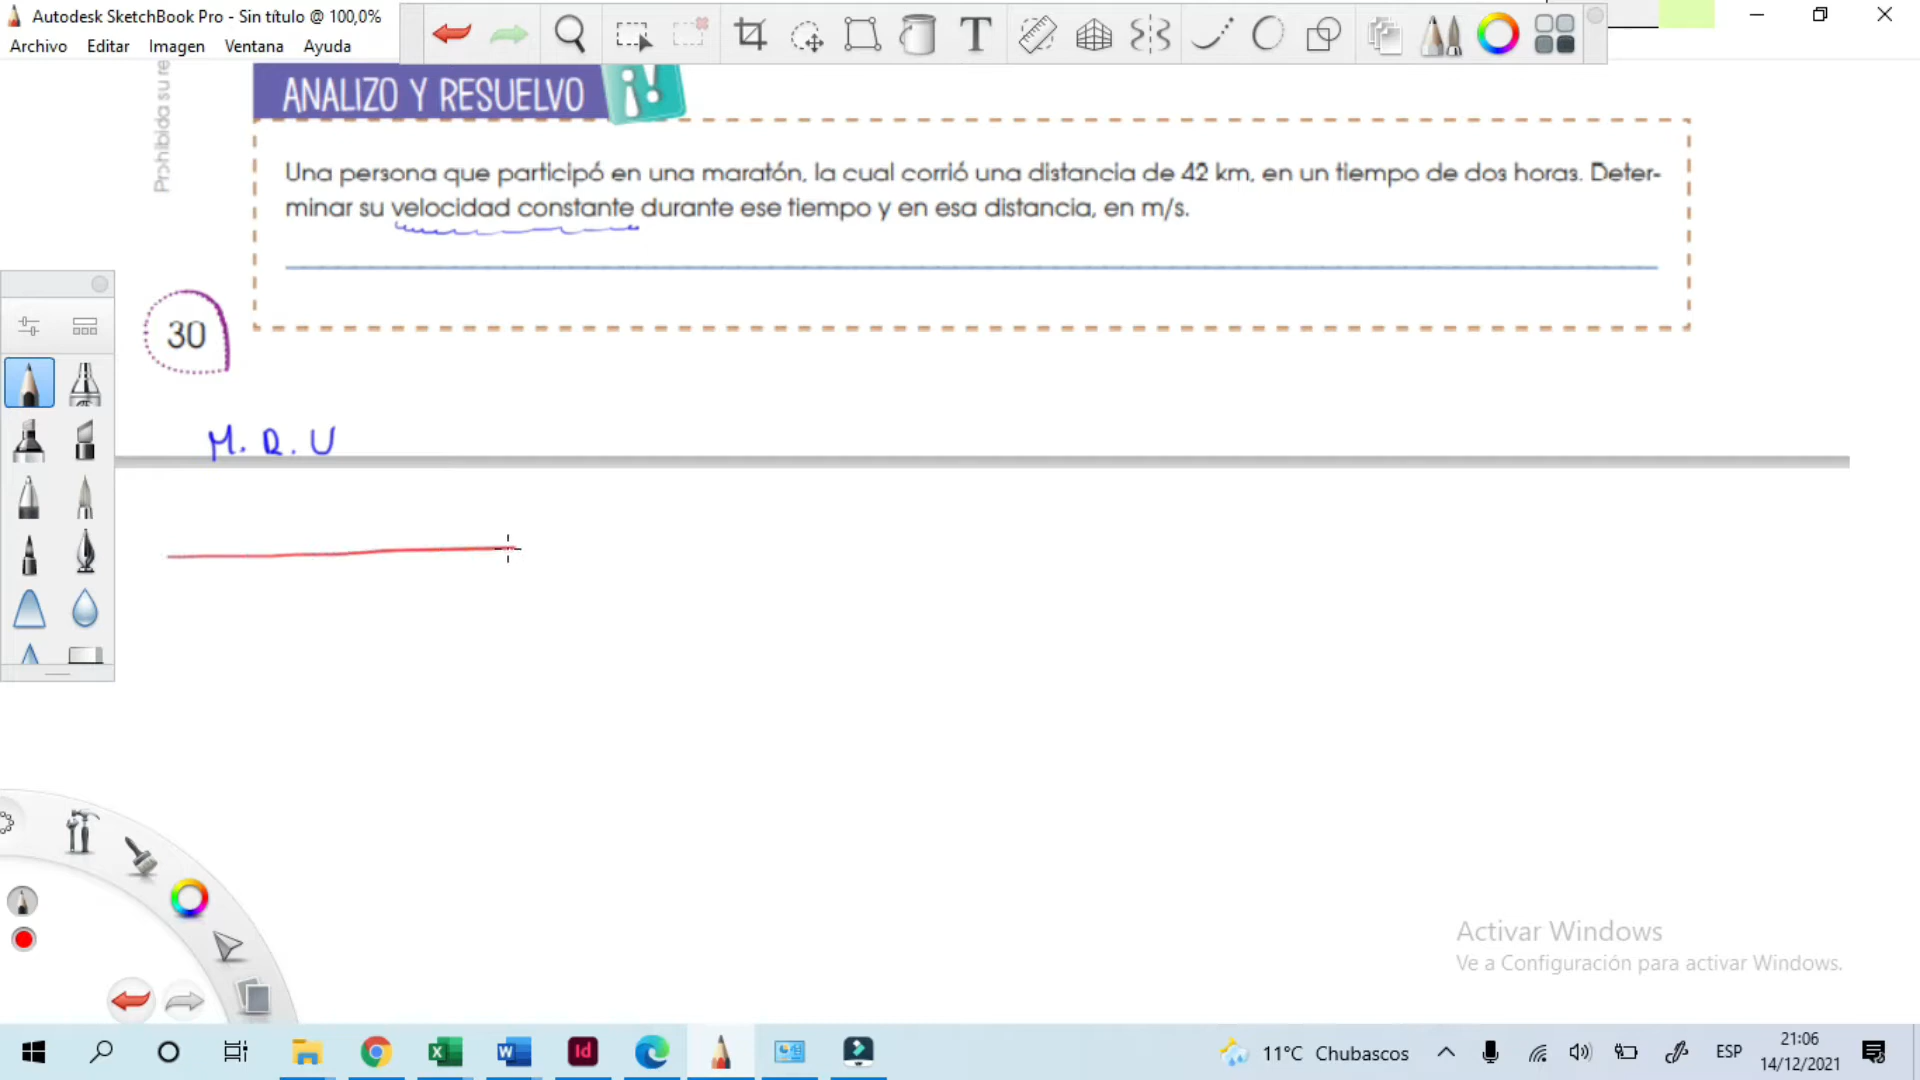 Autodesk SketchBook Pro - Sin título @ 100,0%
Archivo Editar Imagen Ventana Ayuda
T
Prohibida su re
ANALIZO Y RESUELVO
¡!
Una persona que participó en una maratón, la cual corrió una distancia de 42 km, en un tiempo de dos horas. Deter-
minar su velocidad constante durante ese tiempo y en esa distancia, en m/s.
30
M. R. U
Activar Windows
Ve a Configuración para activar Windows.
11°C Chubascos
ESP
21:06
14/12/2021